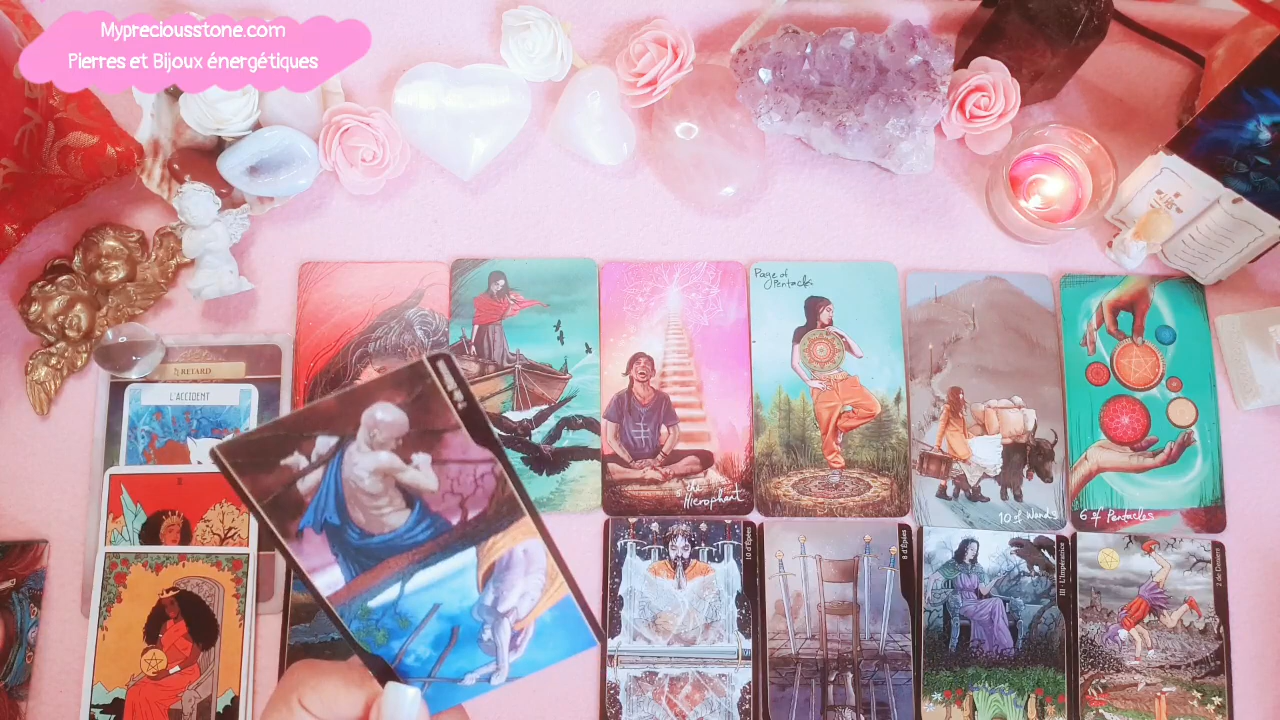 Mypreciousstone.com
Pierres et Bijoux énergétiques
RETARD
L'ACCIDENT
the
Hierophant
Page of
Pentacles
10 of Wands
6 of Pentacles
10 d'Épées
8 d'Épées
III - L'Impératrice
2 de Deniers